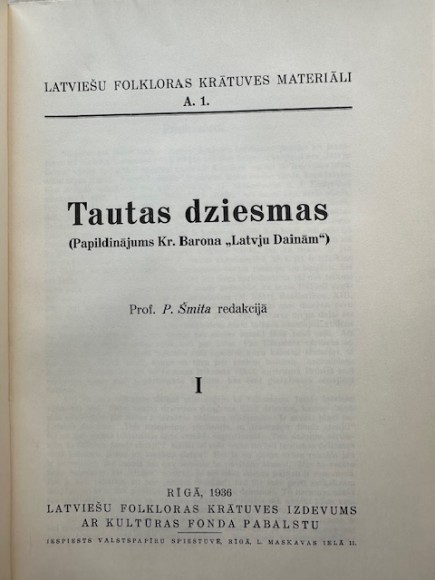 LATVIEŠU FOLKLORAS KRĀTUVES MATERIĀLI
A. 1.
Tautas dziesmas
(Papildinājums Kr. Barona „Latvju Dainām“)
Prof. P. Šmita redakcijā
I
RĪGĀ, 1936
LATVIEŠU FOLKLORAS KRĀTUVES IZDEVUMS
AR KULTŪRAS FONDA PABALSTU
IESPIESTS VALSTSPAPĪRU SPIESTUVĒ, RĪGĀ, L. MASKAVAS IELĀ 11.